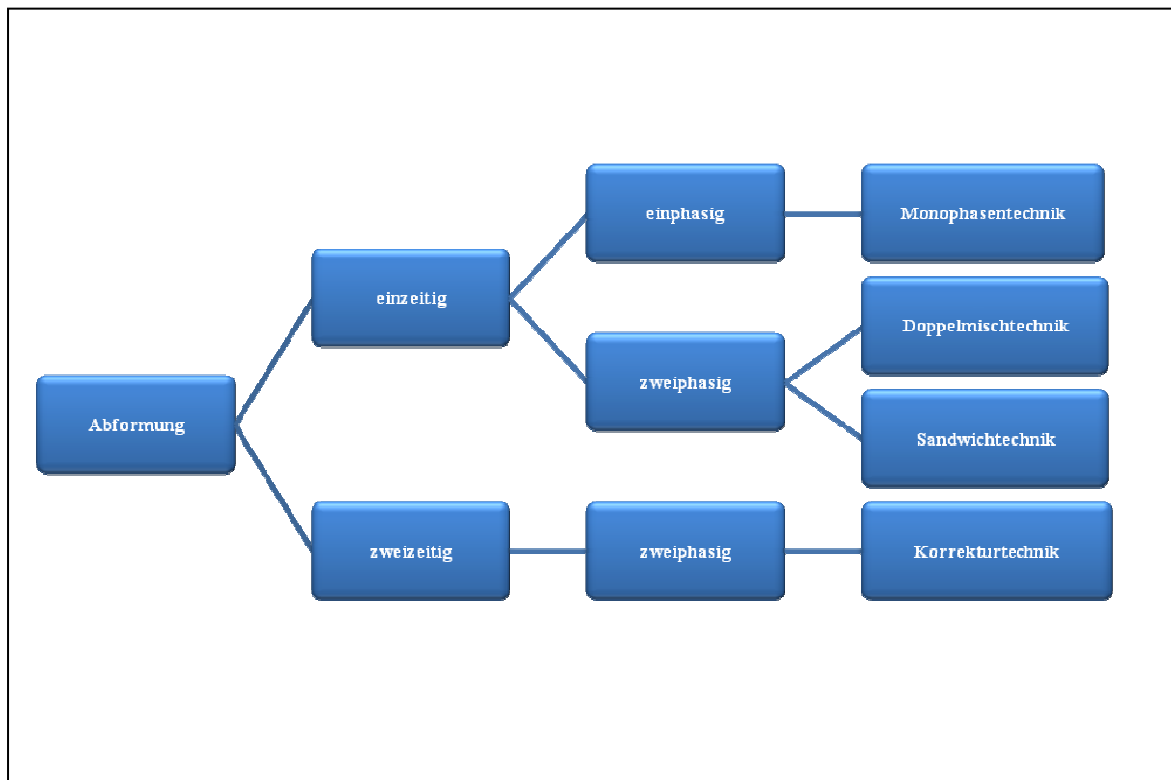 Abformung
einzeitig
einphasig
Monophasentechnik
zweiphasig
Doppelmischtechnik
Sandwichtechnik
zweizeitig
zweiphasig
Korrekturtechnik